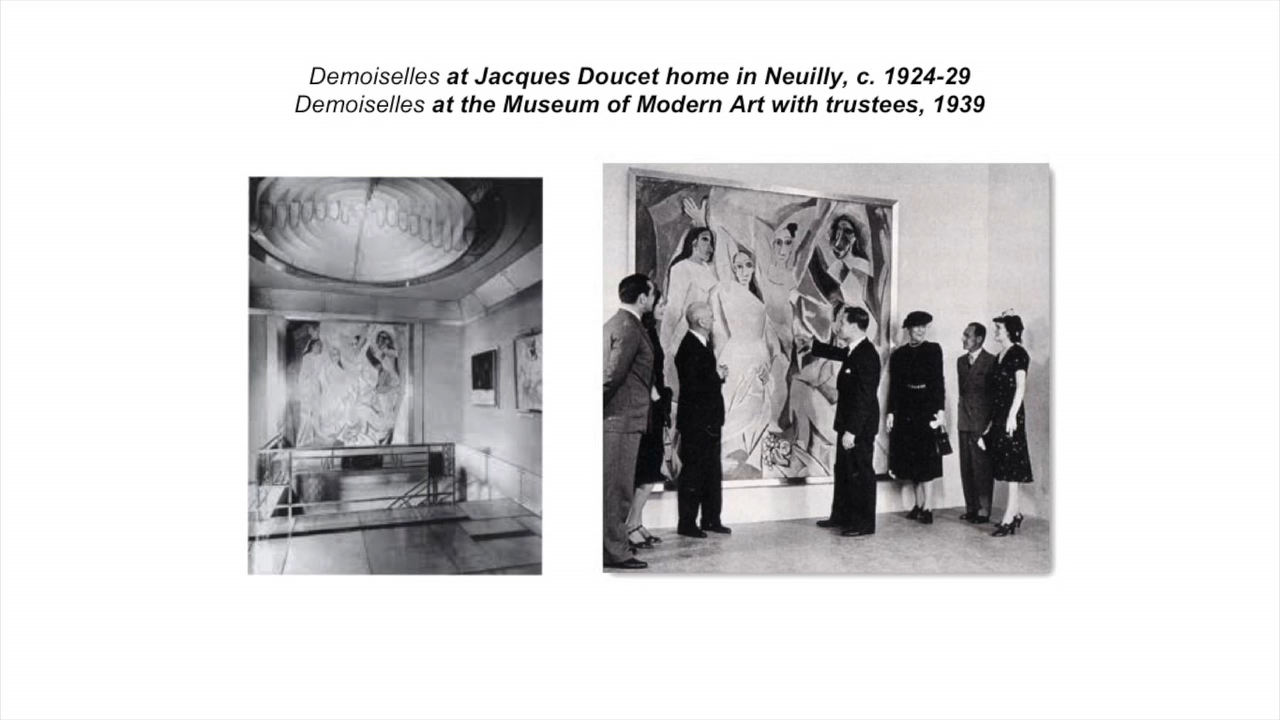 Demoiselles at Jacques Doucet home in Neuilly, c. 1924-29
Demoiselles at the Museum of Modern Art with trustees, 1939